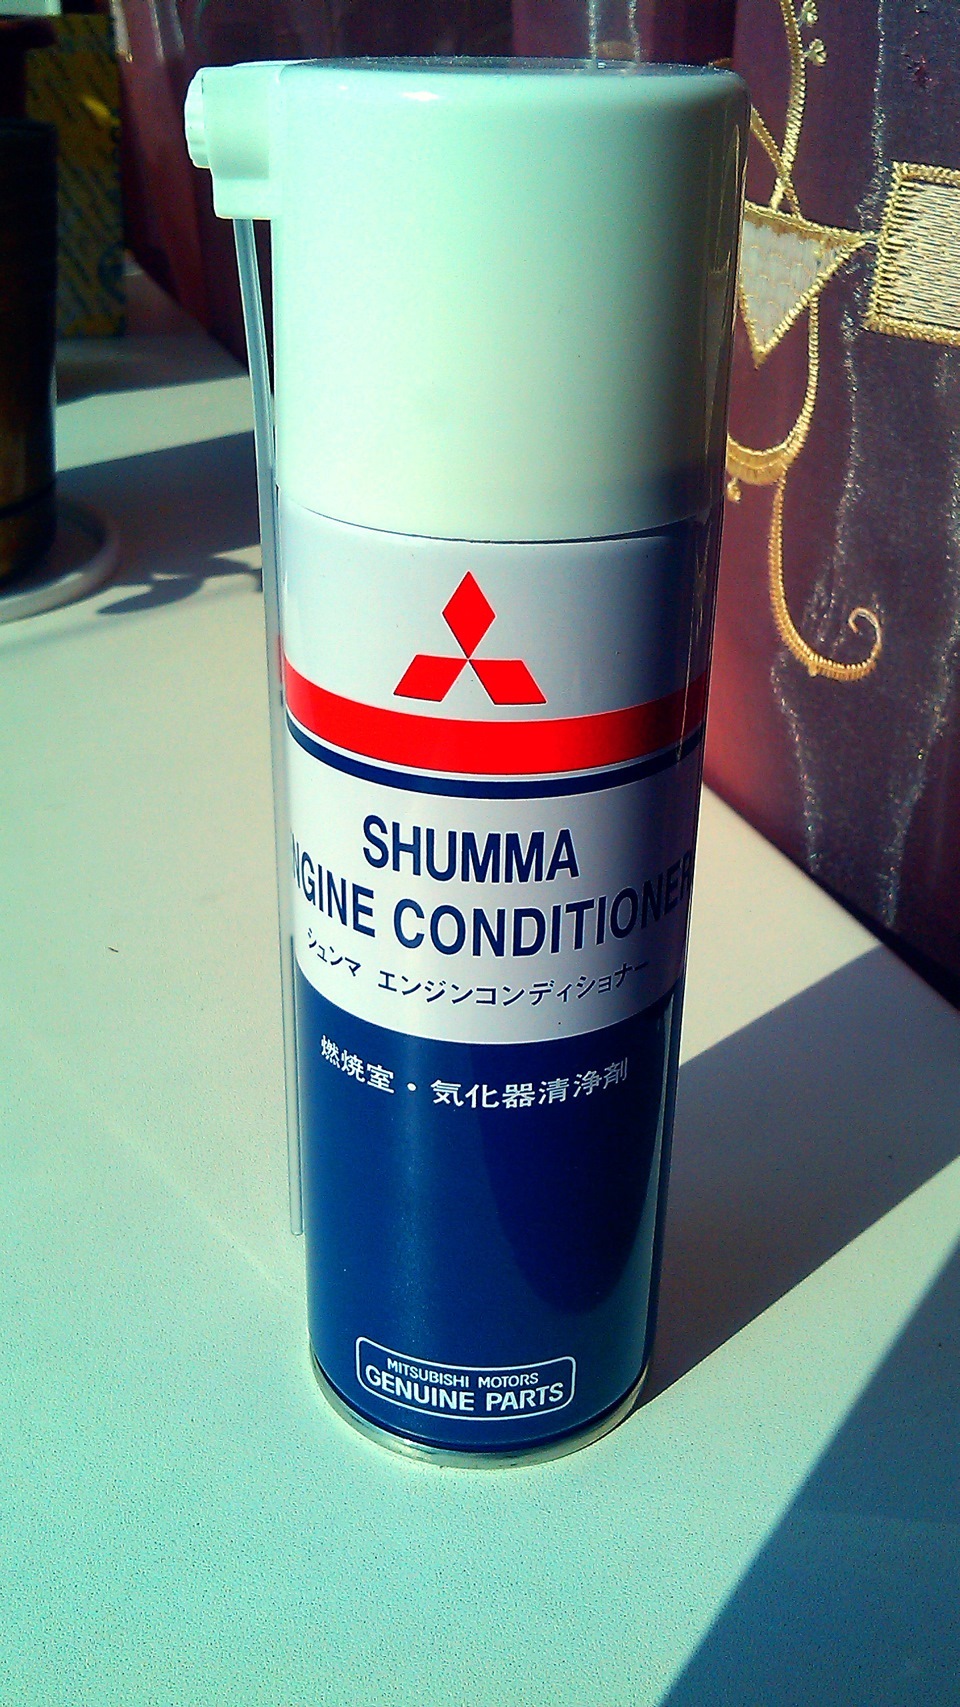 SHUMMA
NGINE CONDITIONER
シュンマ エンジンコンディショナー
燃焼室・気化器清浄剤
MITSUBISHI MOTORS
GENUINE PARTS